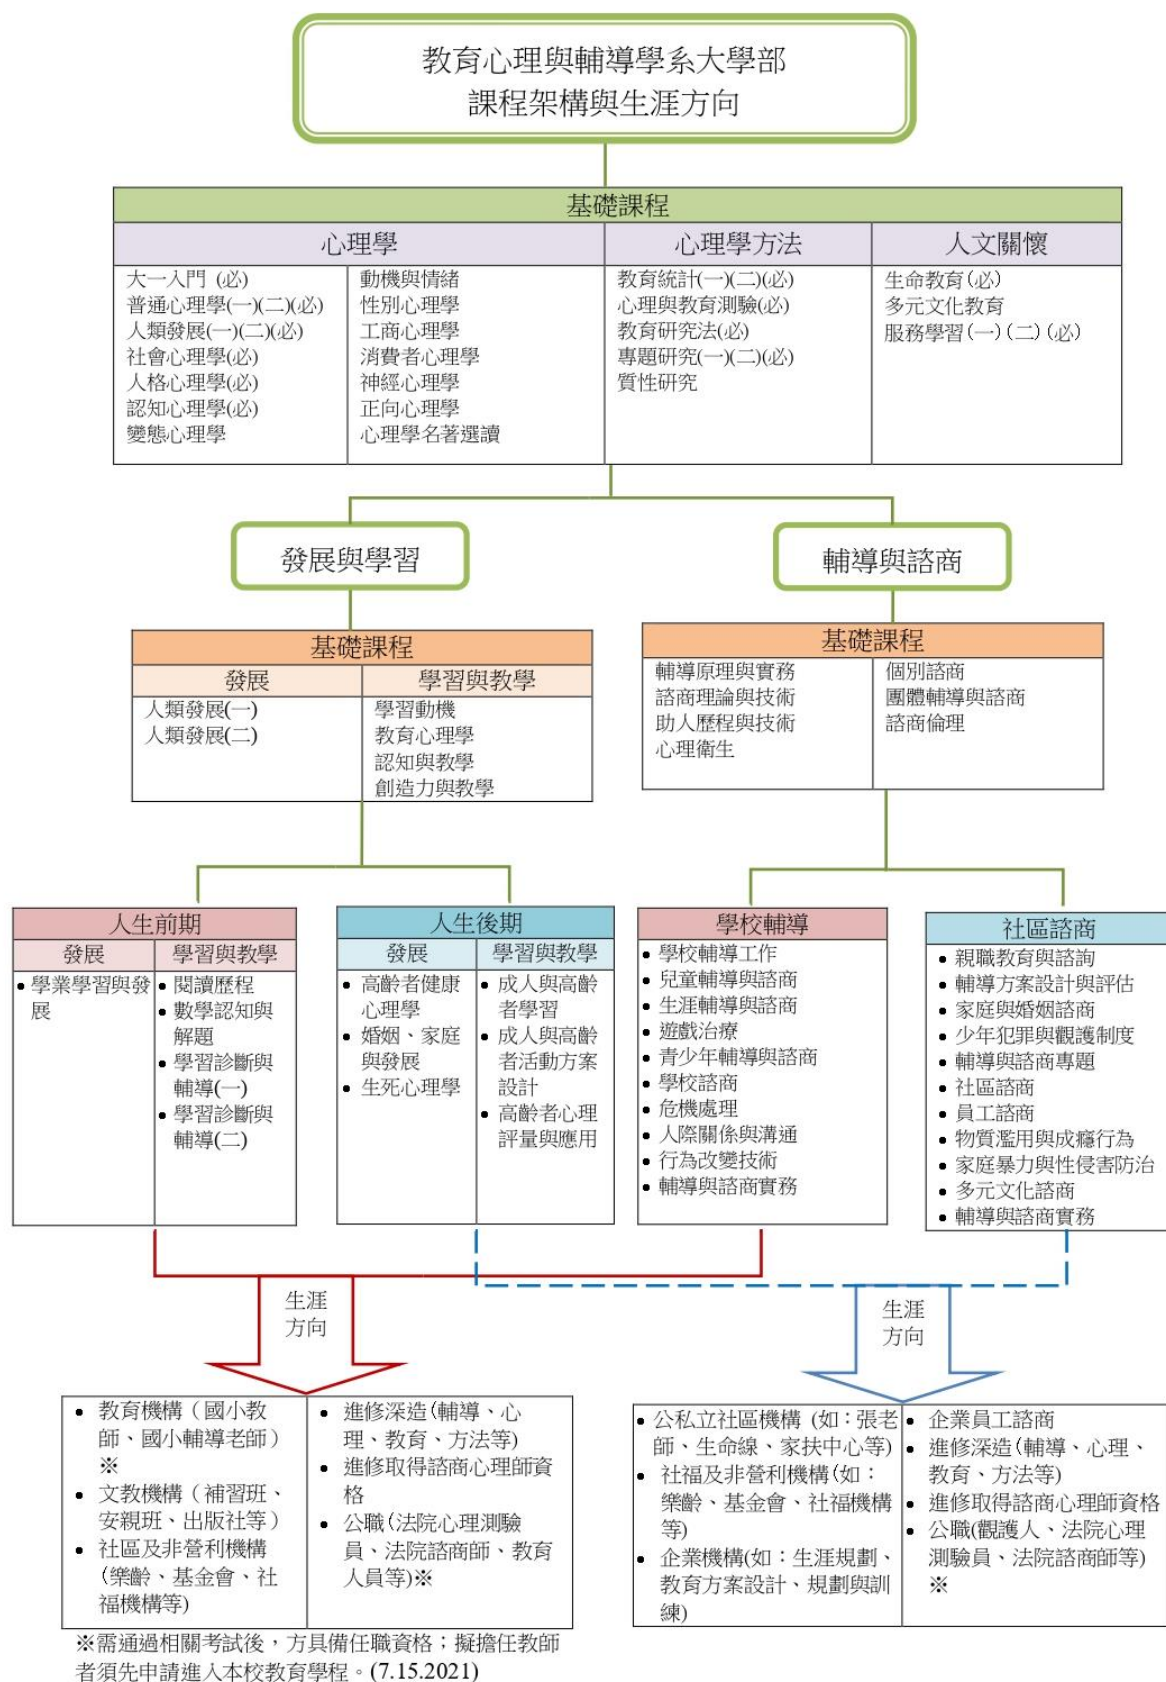 教育心理與輔導學系大學部
課程架構與生涯方向
基礎課程
心理學
心理學方法
人文關懷
大一入門 (必)
普通心理學(一)(二)(必)
人類發展(一)(二)(必)
社會心理學(必)
人格心理學(必)
認知心理學(必)
變態心理學
動機與情緒
性別心理學
工商心理學
消費者心理學
神經心理學
正向心理學
心理學名著選讀
教育統計(一)(二)(必)
心理與教育測驗(必)
教育研究法(必)
專題研究(一)(二)(必)
質性研究
生命教育(必)
多元文化教育
服務學習(一)(二)(必)
發展與學習
輔導與諮商
基礎課程
發展
學習與教學
人類發展(一)
人類發展(二)
學習動機
教育心理學
認知與教學
創造力與教學
基礎課程
輔導原理與實務
諮商理論與技術
助人歷程與技術
心理衛生
個別諮商
團體輔導與諮商
諮商倫理
人生前期
發展
學習與教學
• 學業學習與發
展
• 閱讀歷程
• 數學認知與
解題
• 學習診斷與
輔導(一)
• 學習診斷與
輔導(二)
人生後期
發展
學習與教學
• 高齡者健康
心理學
• 婚姻、家庭
與發展
• 生死心理學
• 成人與高齡
者學習
• 成人與高齡
者活動方案
設計
• 高齡者心理
評量與應用
學校輔導
• 學校輔導工作
• 兒童輔導與諮商
• 生涯輔導與諮商
• 遊戲治療
• 青少年輔導與諮商
• 學校諮商
• 危機處理
• 人際關係與溝通
• 行為改變技術
• 輔導與諮商實務
社區諮商
• 親職教育與諮詢
• 輔導方案設計與評估
• 家庭與婚姻諮商
• 少年犯罪與觀護制度
• 輔導與諮商專題
• 社區諮商
• 員工諮商
• 物質濫用與成癮行為
• 家庭暴力與性侵害防治
• 多元文化諮商
• 輔導與諮商實務
生涯
方向
生涯
方向
• 教育機構（國小教
師、國小輔導老師）
※
• 文教機構（補習班、
安親班、出版社等）
• 社區及非營利機構
(樂齡、基金會、社
福機構等)
• 進修深造(輔導、心
理、教育、方法等)
• 進修取得諮商心理師資
格
• 公職(法院心理測驗
員、法院諮商師、教育
人員等)※
• 公私立社區機構 (如：張老
師、生命線、家扶中心等)
• 社福及非營利機構(如：
樂齡、基金會、社福機構
等)
• 企業機構(如：生涯規劃、
教育方案設計、規劃與訓
練)
• 企業員工諮商
• 進修深造(輔導、心理、
教育、方法等)
• 進修取得諮商心理師資格
• 公職(觀護人、法院心理
測驗員、法院諮商師等)
※
※需通過相關考試後，方具備任職資格；擬擔任教師
者須先申請進入本校教育學程。(7.15.2021)